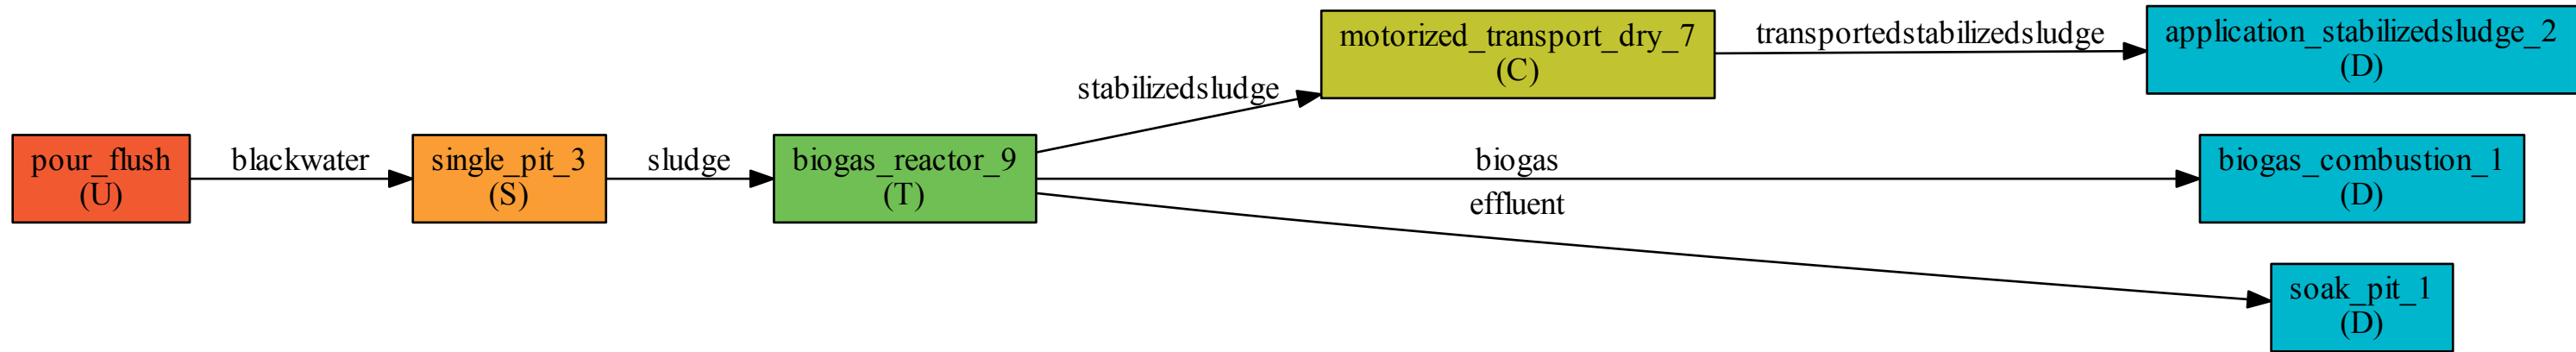 pour_flush
(U)
blackwater
single_pit_3
(S)
sludge
biogas_reactor_9
(T)
stabilizedsludge
motorized_transport_dry_7
(C)
transportedstabilizedsludge
application_stabilizedsludge_2
(D)
biogas
biogas_combustion_1
(D)
effluent
soak_pit_1
(D)